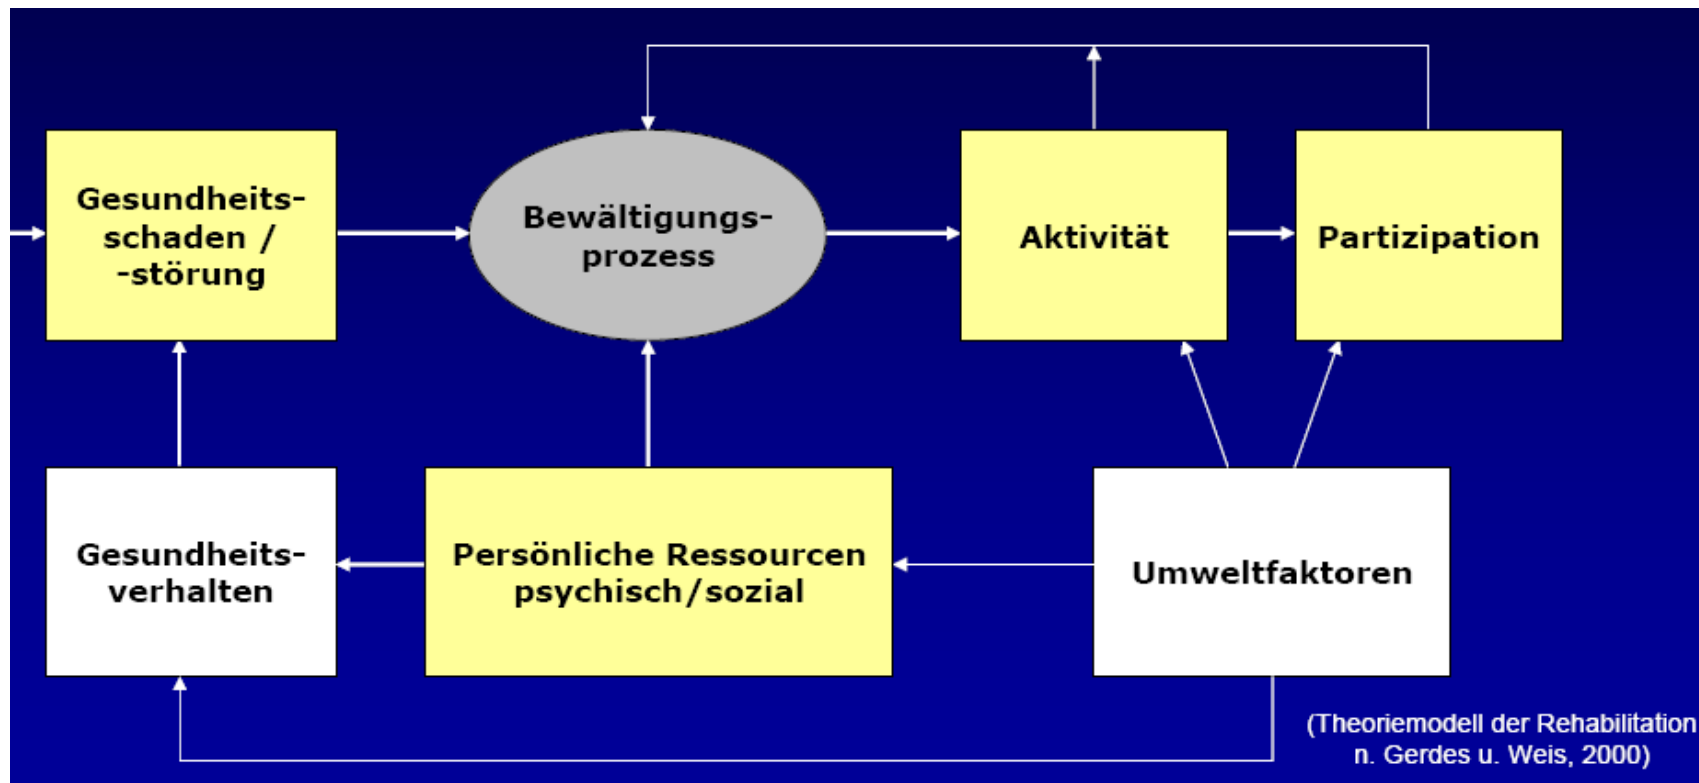 Gesundheits-
schaden /
-störung
Bewältigungs-
prozess
Aktivität
Partizipation
Gesundheits-
verhalten
Persönliche Ressourcen
psychisch/sozial
Umweltfaktoren
(Theoriemodell der Rehabilitation
n. Gerdes u. Weis, 2000)